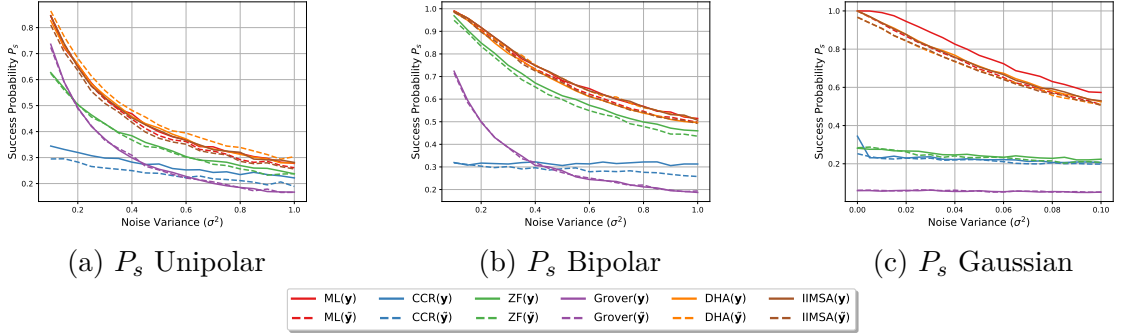 Success Probability P_s
0.8
0.7
0.6
0.5
0.4
0.3
0.2
0.2 0.4 0.6 0.8 1.0
Noise Variance (σ²)
(a) P_s Unipolar
Success Probability P_s
1.0
0.9
0.8
0.7
0.6
0.5
0.4
0.3
0.2
0.2 0.4 0.6 0.8 1.0
Noise Variance (σ²)
(b) P_s Bipolar
Success Probability P_s
1.0
0.8
0.6
0.4
0.2
0.00 0.02 0.04 0.06 0.08 0.10
Noise Variance (σ²)
(c) P_s Gaussian
ML(y) CCR(y) ZF(y) Grover(y) DHA(y) IIMSA(y)
ML(ỹ) CCR(ỹ) ZF(ỹ) Grover(ỹ) DHA(ỹ) IIMSA(ỹ)